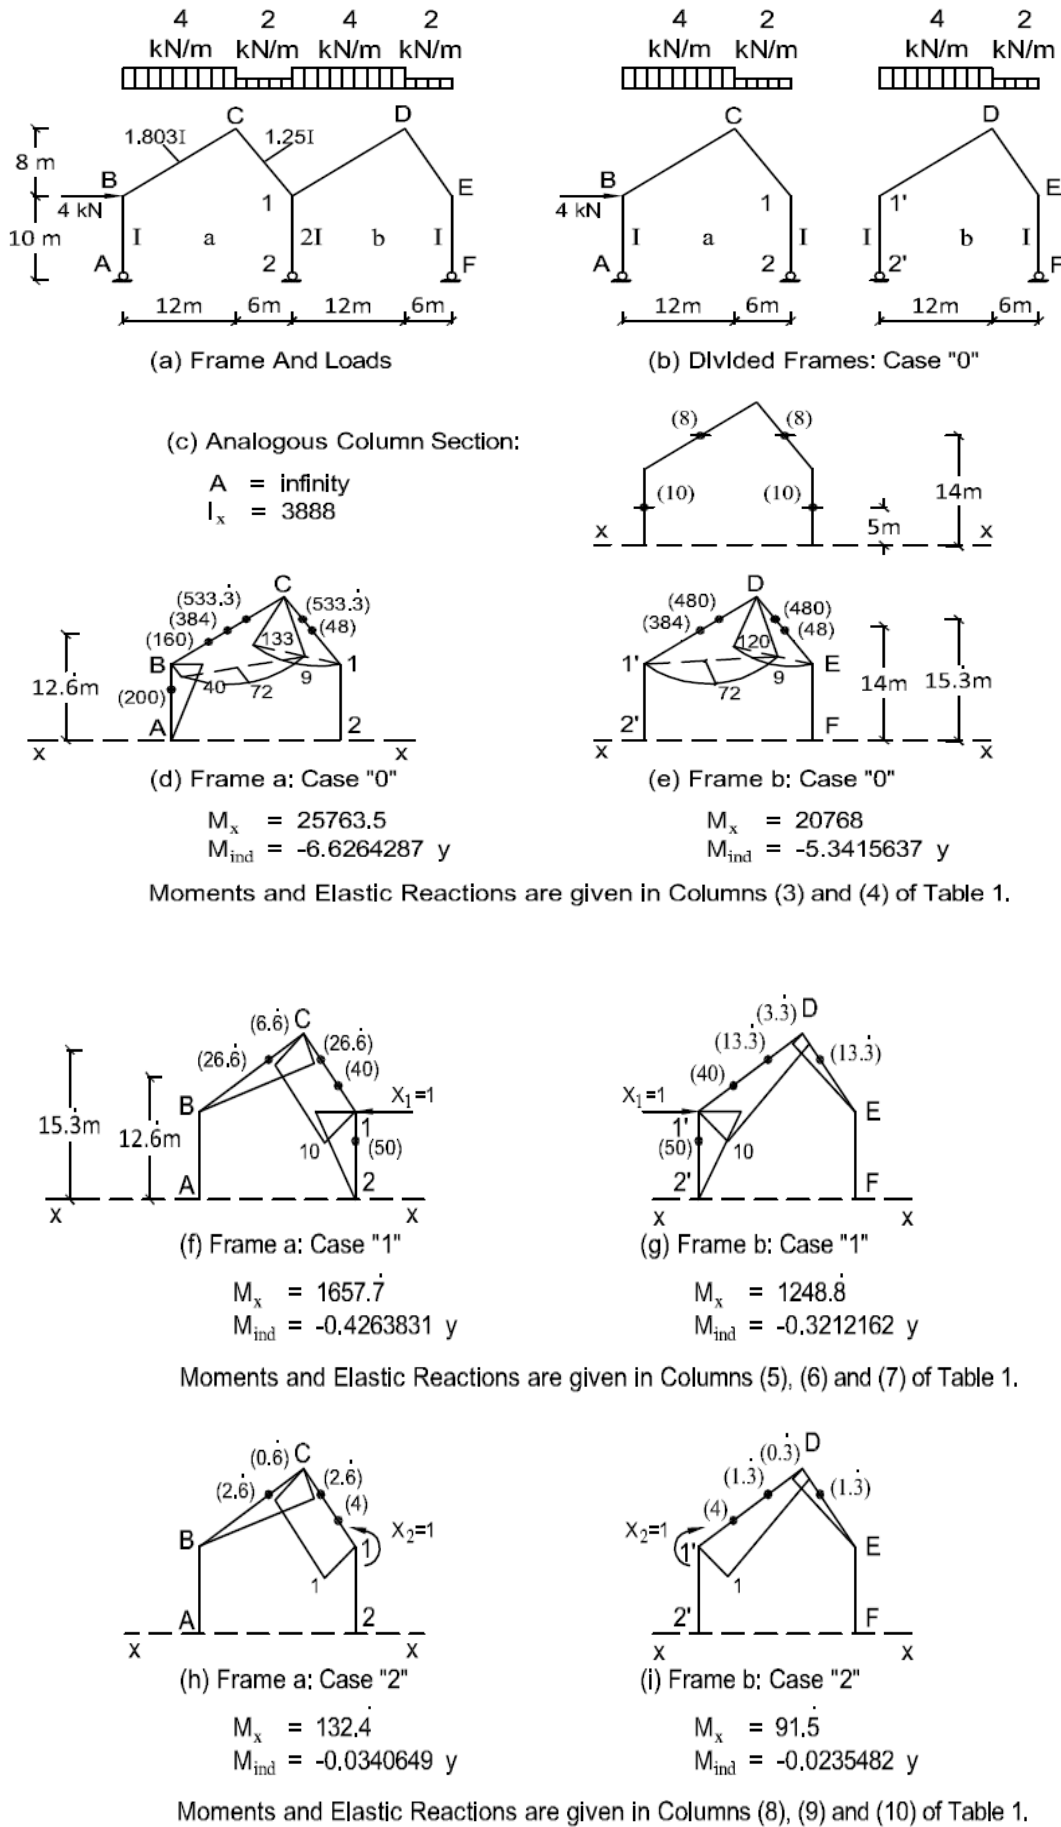 4 2 4 2 4 2 4 2
kN/m kN/m kN/m kN/m kN/m kN/m kN/m kN/m
C D C D
1.803I 1.25I
8 m
B 1 E B 1 1' E
4 kN 4 kN
10 m I a 2I b I I a I I b I
A 2 F A 2 2' F
12m 6m 12m 6m 12m 6m 12m 6m
(a) Frame And Loads
(b) DIvIded Frames: Case "0"
(c) Analogous Column Section:
A = infinity
Ix = 3888
(8) (8)
(10) (10)
14m
5m
x x
C
(533.3̇) (533.3̇)
(384) (48)
(160)
133
B 1
40 72 9
12.6̇m
(200)
A 2
x x
(d) Frame a: Case "0"
Mx = 25763.5
Mind = -6.6264287 y
D
(480) (480)
(384) (48)
120
1' E
72 9
14m 15.3̇m
2' F
x x
(e) Frame b: Case "0"
Mx = 20768
Mind = -5.3415637 y
Moments and Elastic Reactions are given in Columns (3) and (4) of Table 1.
(6.6̇) C
(26.6̇) (26.6̇)
(40)
X1=1
B 1
15.3̇m 12.6̇m
10 (50)
A 2
x x
(f) Frame a: Case "1"
Mx = 1657.7̇
Mind = -0.4263831 y
(3.3̇) D
(13.3̇) (13.3̇)
(40)
X1=1
1' E
(50) 10
2' F
x x
(g) Frame b: Case "1"
Mx = 1248.8̇
Mind = -0.3212162 y
Moments and Elastic Reactions are given in Columns (5), (6) and (7) of Table 1.
(0.6̇) C
(2.6̇) (2.6̇)
(4)
X2=1
B 1
1
A 2
x x
(h) Frame a: Case "2"
Mx = 132.4̇
Mind = -0.0340649 y
(0.3̇) D
(1.3̇) (1.3̇)
(4)
X2=1
1' E
1
2' F
x x
(i) Frame b: Case "2"
Mx = 91.5̇
Mind = -0.0235482 y
Moments and Elastic Reactions are given in Columns (8), (9) and (10) of Table 1.